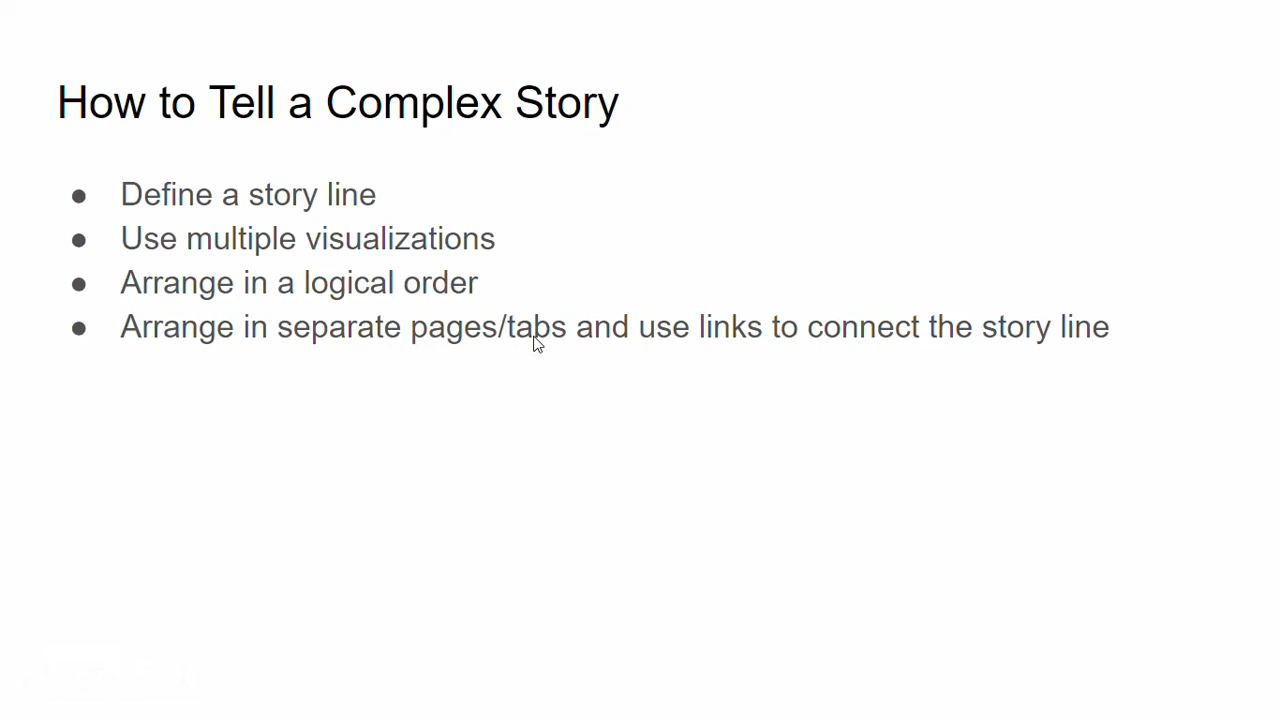 How to Tell a Complex Story
● Define a story line
● Use multiple visualizations
● Arrange in a logical order
● Arrange in separate pages/tabs and use links to connect the story line